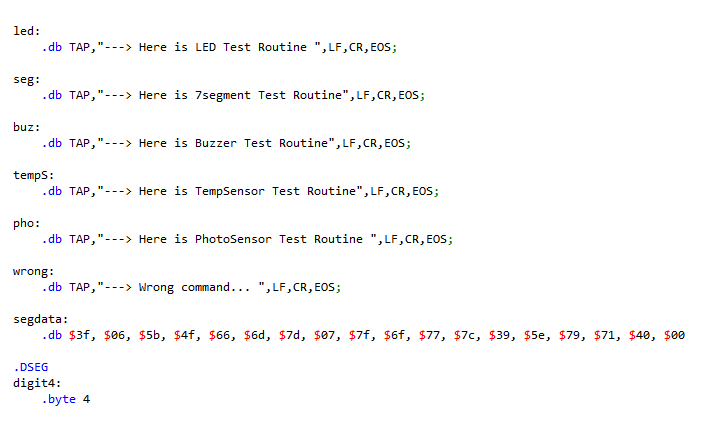 led:
    .db TAP,"---> Here is LED Test Routine ",LF,CR,EOS;
seg:
    .db TAP,"---> Here is 7segment Test Routine",LF,CR,EOS;
buz:
    .db TAP,"---> Here is Buzzer Test Routine",LF,CR,EOS;
tempS:
    .db TAP,"---> Here is TempSensor Test Routine",LF,CR,EOS;
pho:
    .db TAP,"---> Here is PhotoSensor Test Routine ",LF,CR,EOS;
wrong:
    .db TAP,"---> Wrong command... ",LF,CR,EOS;
segdata:
    .db $3f, $06, $5b, $4f, $66, $6d, $7d, $07, $7f, $6f, $77, $7c, $39, $5e, $79, $71, $40, $00
.DSEG
digit4:
    .byte 4